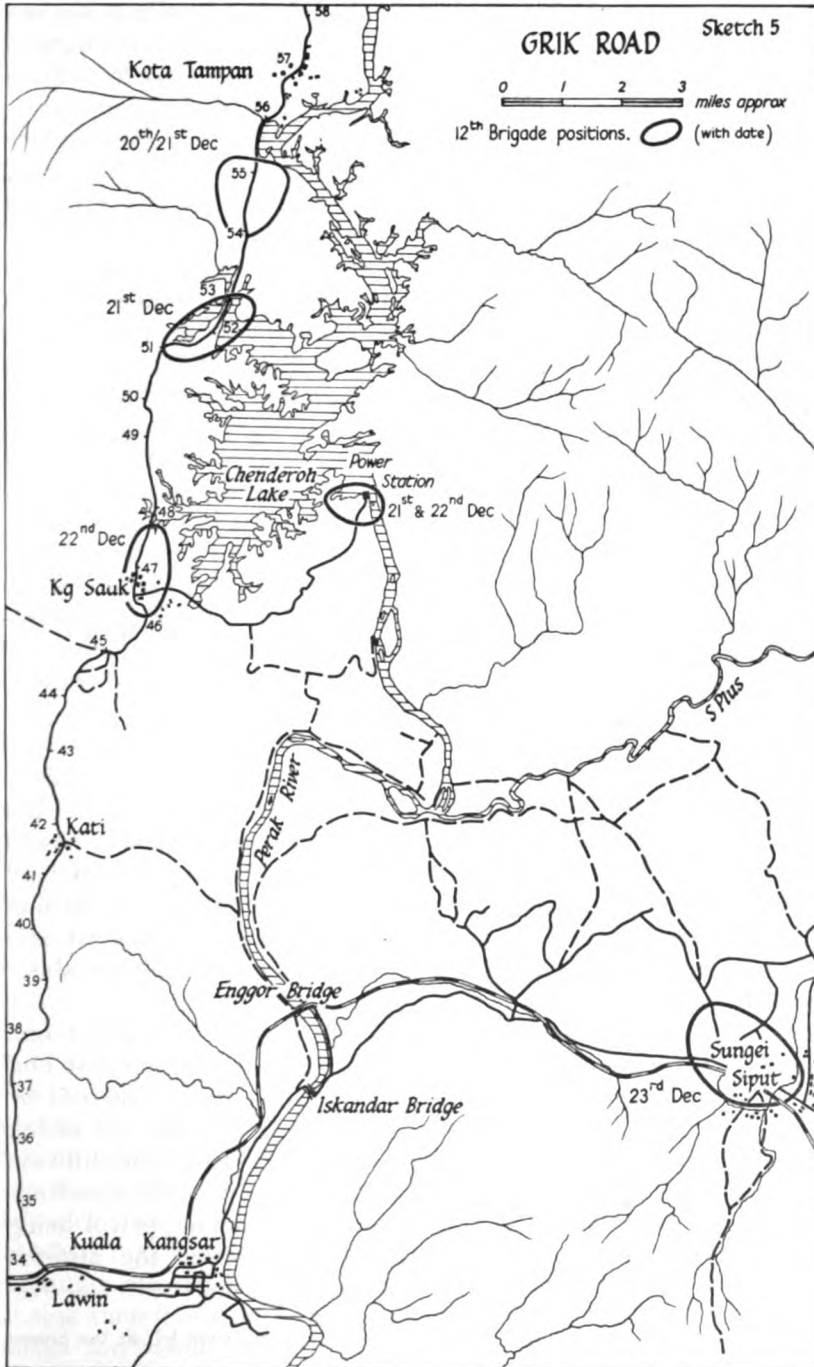 Sketch 5
GRIK ROAD
0 1 2 3 miles approx
12th Brigade positions. (with date)
58
57
Kota Tampan
56
20th/21st Dec
55
54
53
21st Dec
52
51
50
49
Chenderoh
Lake
Power
Station
21st & 22nd Dec
48
22nd Dec
47
Kg Sauk
46
45
44
S Plus
43
Perak River
42
Kati
41
40
39
Enggor Bridge
38
Sungei
Siput
37
23rd Dec
Iskandar Bridge
36
35
Kuala Kangsar
34
Lawin